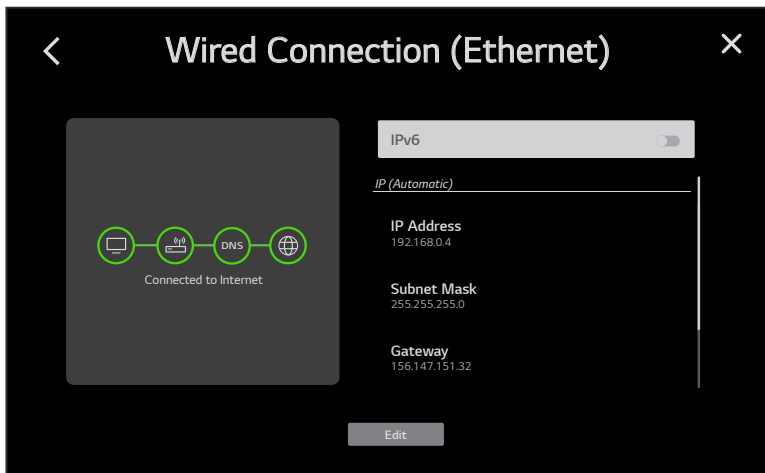 Wired Connection (Ethernet)
IPv6
IP (Automatic)
IP Address
192.168.0.4
DNS
Connected to Internet
Subnet Mask
255.255.255.0
Gateway
156.147.151.32
Edit